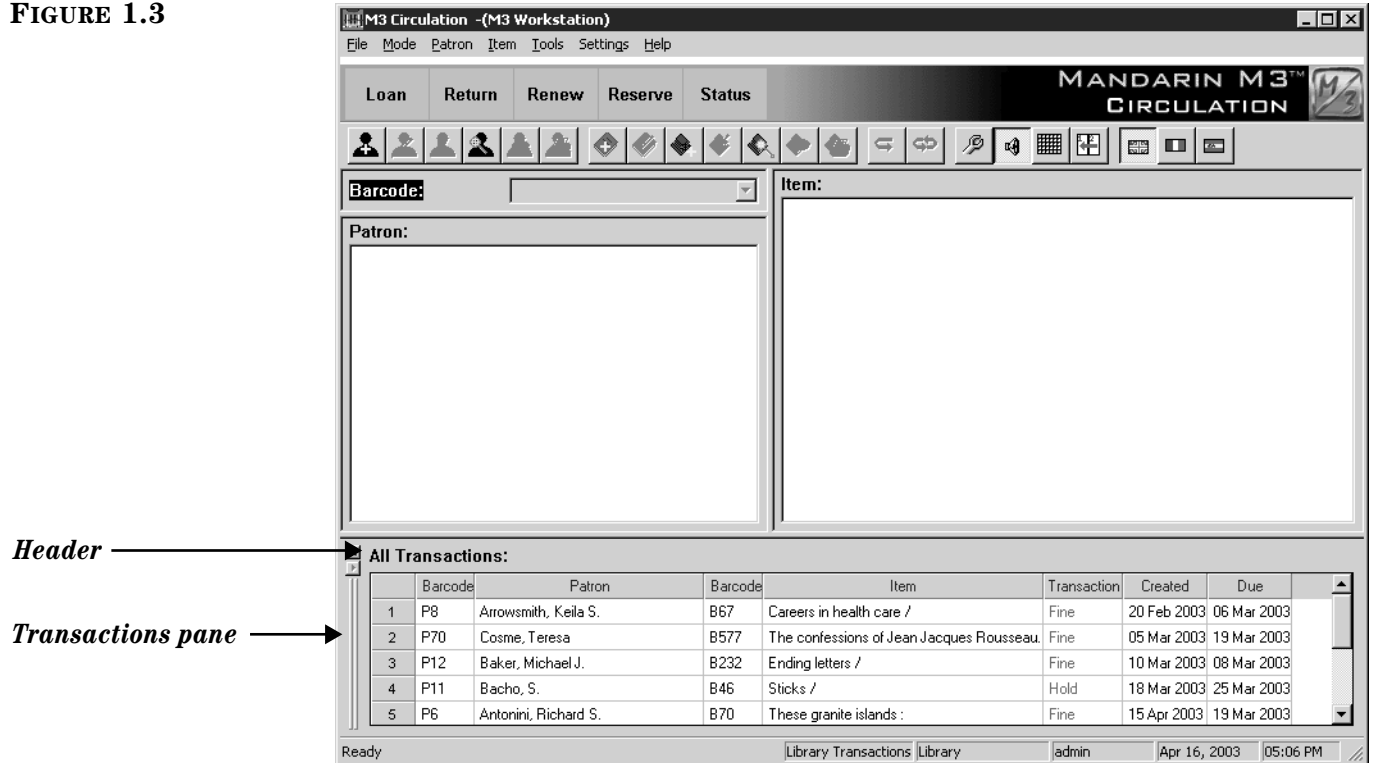 FIGURE 1.3
M3 Circulation -(M3 Workstation)
File Mode Patron Item Tools Settings Help
Loan Return Renew Reserve Status
MANDARIN M3™
CIRCULATION
M3
Barcode:
Item:
Patron:
Header
All Transactions:
Barcode Patron Barcode Item Transaction Created Due
1 P8 Arrowsmith, Keila S. B67 Careers in health care / Fine 20 Feb 2003 06 Mar 2003
Transactions pane
2 P70 Cosme, Teresa B577 The confessions of Jean Jacques Rousseau. Fine 05 Mar 2003 19 Mar 2003
3 P12 Baker, Michael J. B232 Ending letters / Fine 10 Mar 2003 08 Mar 2003
4 P11 Bacho, S. B46 Sticks / Hold 18 Mar 2003 25 Mar 2003
5 P6 Antonini, Richard S. B70 These granite islands : Fine 15 Apr 2003 19 Mar 2003
Ready Library Transactions Library admin Apr 16, 2003 05:06 PM